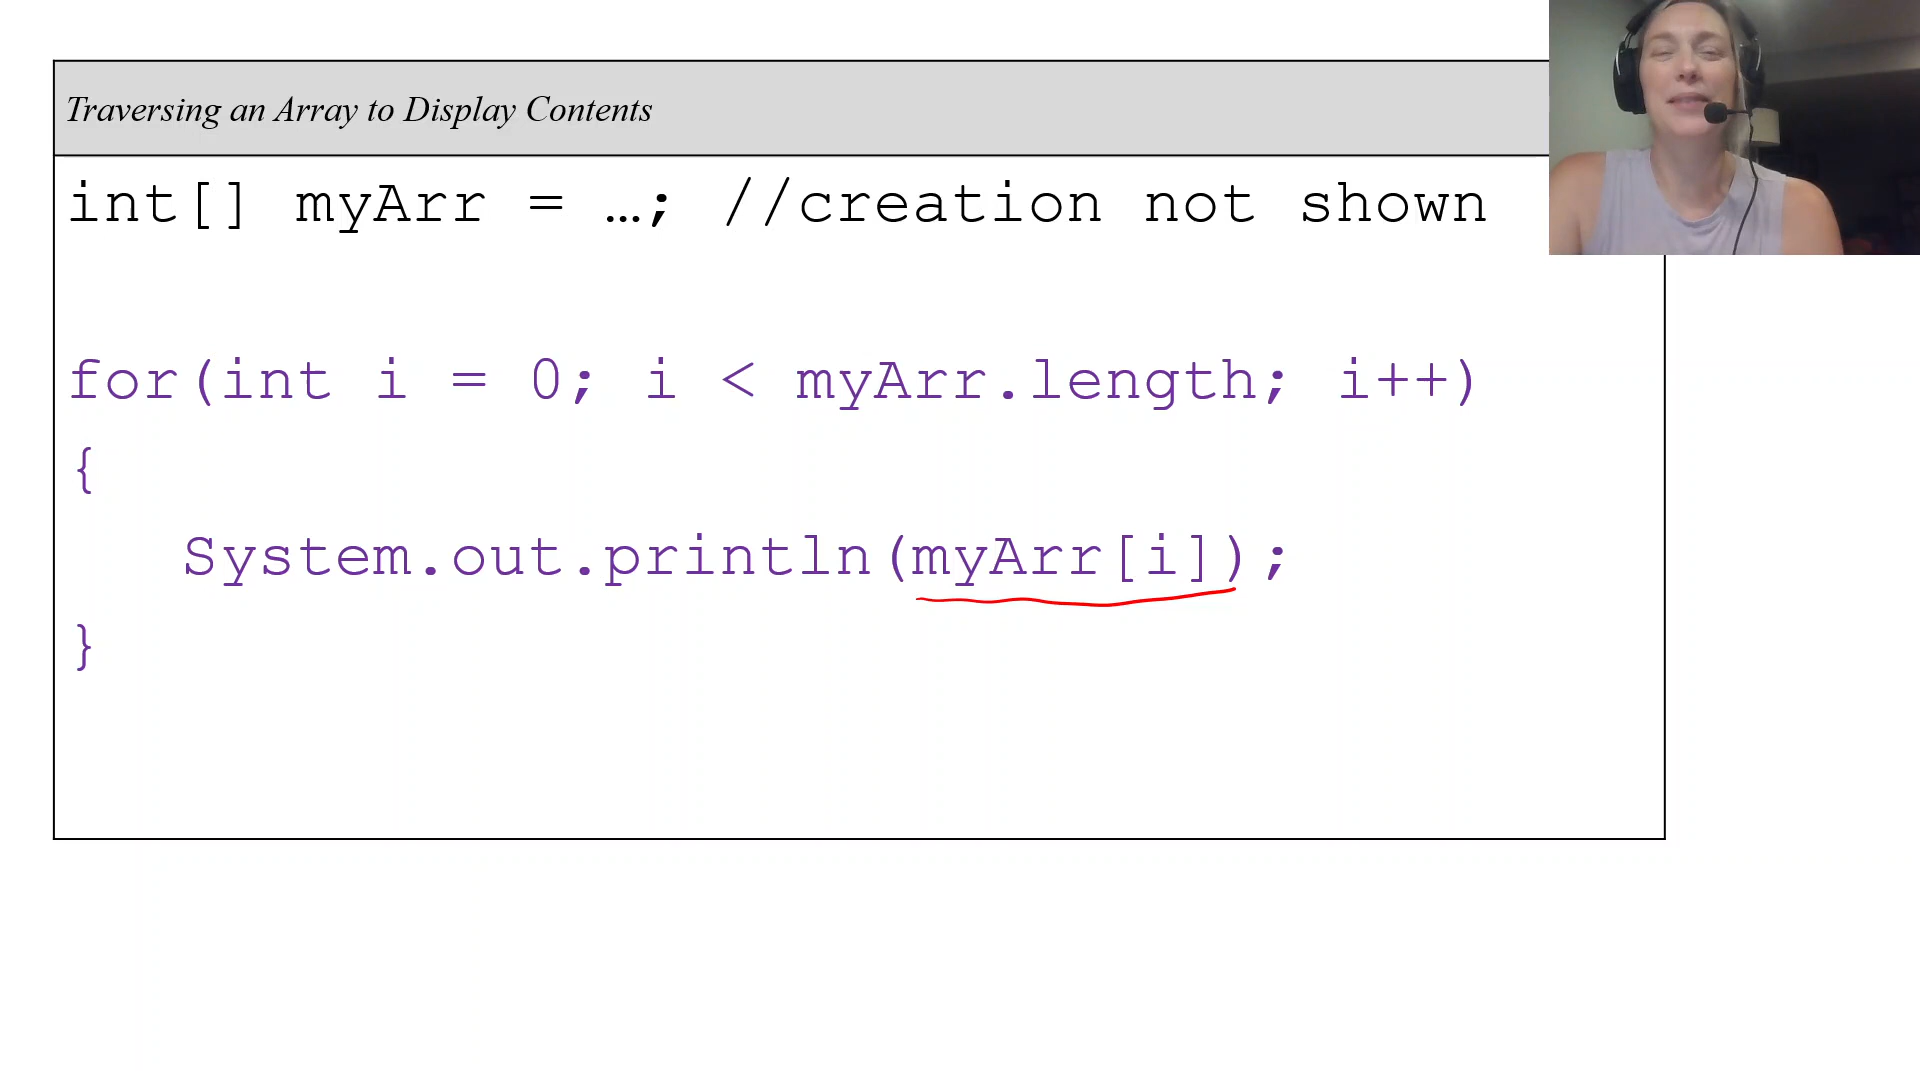 Traversing an Array to Display Contents
int[] myArr = …; //creation not shown
for(int i = 0; i < myArr.length; i++)
{
System.out.println(myArr[i]);
}